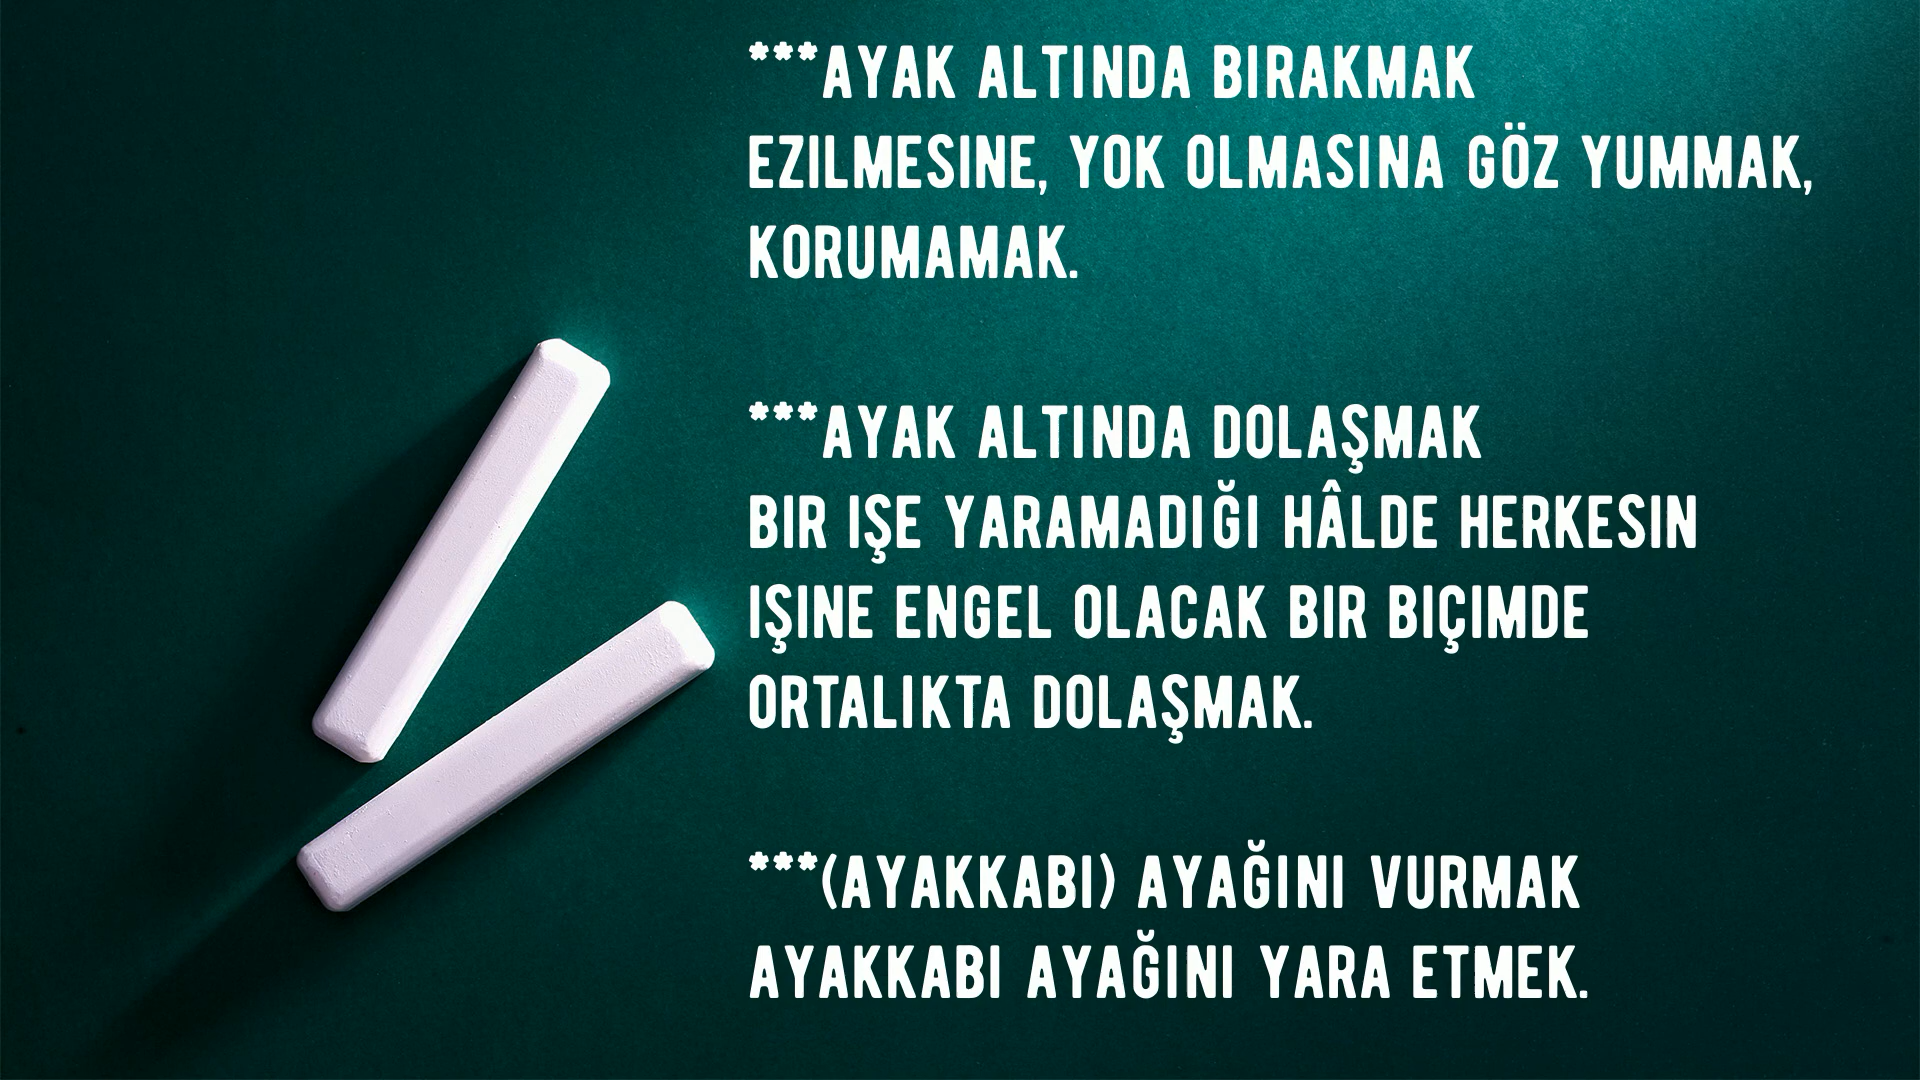 ***AYAK ALTINDA BIRAKMAK
EZILMESINE, YOK OLMASINA GÖZ YUMMAK,
KORUMAMAK.
***AYAK ALTINDA DOLAŞMAK
BIR IŞE YARAMADIĞI HÂLDE HERKESIN
IŞINE ENGEL OLACAK BIR BIÇIMDE
ORTALIKTA DOLAŞMAK.
***(AYAKKABI) AYAĞINI VURMAK
AYAKKABI AYAĞINI YARA ETMEK.